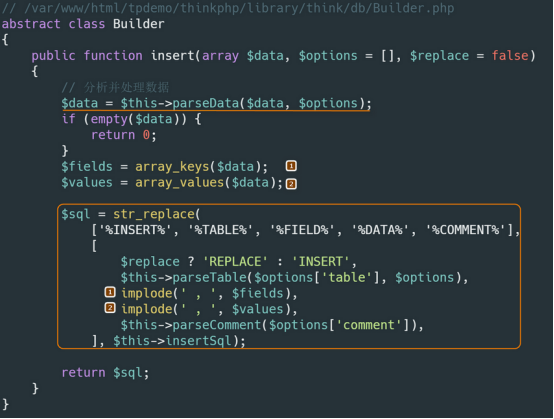 // /var/www/html/tpdemo/thinkphp/library/think/db/Builder.php
abstract class Builder
{
    public function insert(array $data, $options = [], $replace = false)
    {
        // 分析并处理数据
        $data = $this->parseData($data, $options);
        if (empty($data)) {
            return 0;
        }
        $fields = array_keys($data);  1
        $values = array_values($data); 2

        $sql = str_replace(
            ['%INSERT%', '%TABLE%', '%FIELD%', '%DATA%', '%COMMENT%'],
            [
                $replace ? 'REPLACE' : 'INSERT',
                $this->parseTable($options['table'], $options),
              1 implode(' , ', $fields),
              2 implode(' , ', $values),
                $this->parseComment($options['comment']),
            ], $this->insertSql);

        return $sql;
    }
}